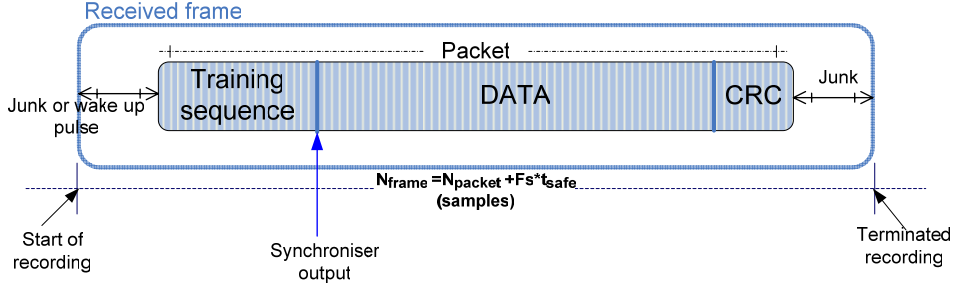 Received frame
Packet
Training
sequence
DATA
CRC
Junk or wake up
pulse
Junk
Nframe =Npacket +Fs*tsafe
(samples)
Start of
recording
Synchroniser
output
Terminated
recording